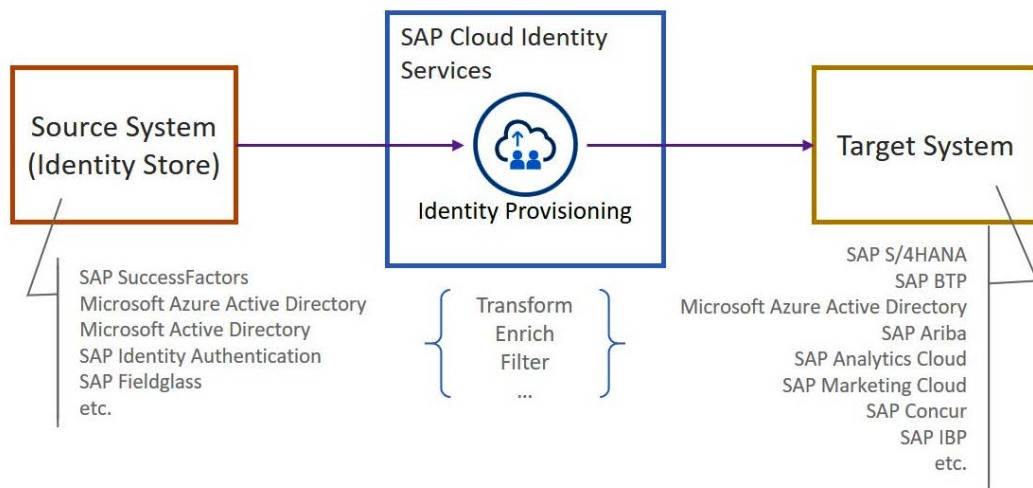 SAP Cloud Identity
Services
Source System
(Identity Store)
Identity Provisioning
Target System
SAP SuccessFactors
Microsoft Azure Active Directory
Microsoft Active Directory
SAP Identity Authentication
SAP Fieldglass
etc.
Transform
Enrich
Filter
...
SAP S/4HANA
SAP BTP
Microsoft Azure Active Directory
SAP Ariba
SAP Analytics Cloud
SAP Marketing Cloud
SAP Concur
SAP IBP
etc.